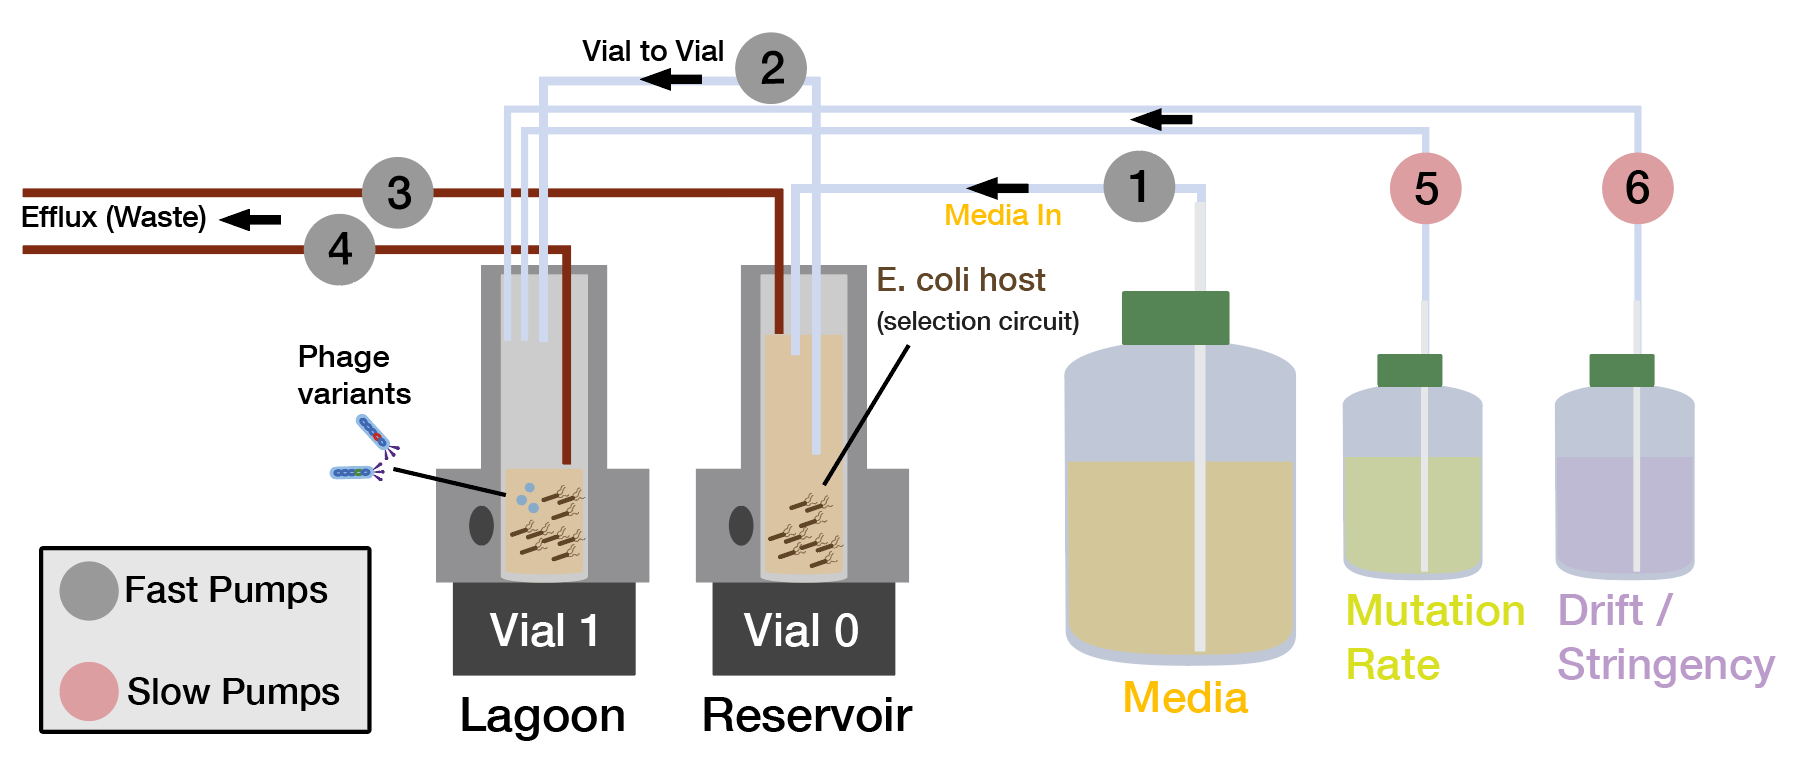 Vial to Vial
2
1
5
6
3
4
Efflux (Waste)
Media In
E. coli host
(selection circuit)
Phage
variants
Fast Pumps
Slow Pumps
Vial 1
Vial 0
Lagoon
Reservoir
Media
Mutation
Rate
Drift /
Stringency